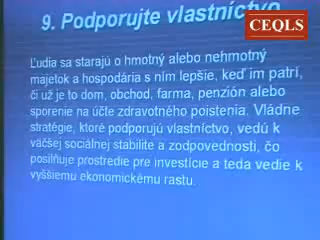 9. Podporujte vlastníctvo
CEQLS
Ľudia sa starajú o hmotný alebo nehmotný
majetok a hospodária s ním lepšie, keď im patrí,
či už je to dom, obchod, farma, penzión alebo
sporenie na účte zdravotného poistenia. Vládne
stratégie, ktoré podporujú vlastníctvo, vedú k
väčšej sociálnej stabilite a zodpovednosti, čo
posilňuje prostredie pre investície a teda vedie k
vyššiemu ekonomickému rastu.